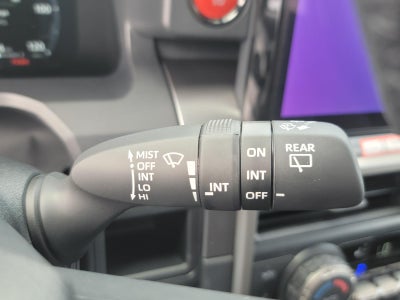 MIST
OFF
INT
LO
HI
INT
ON
INT
OFF
REAR